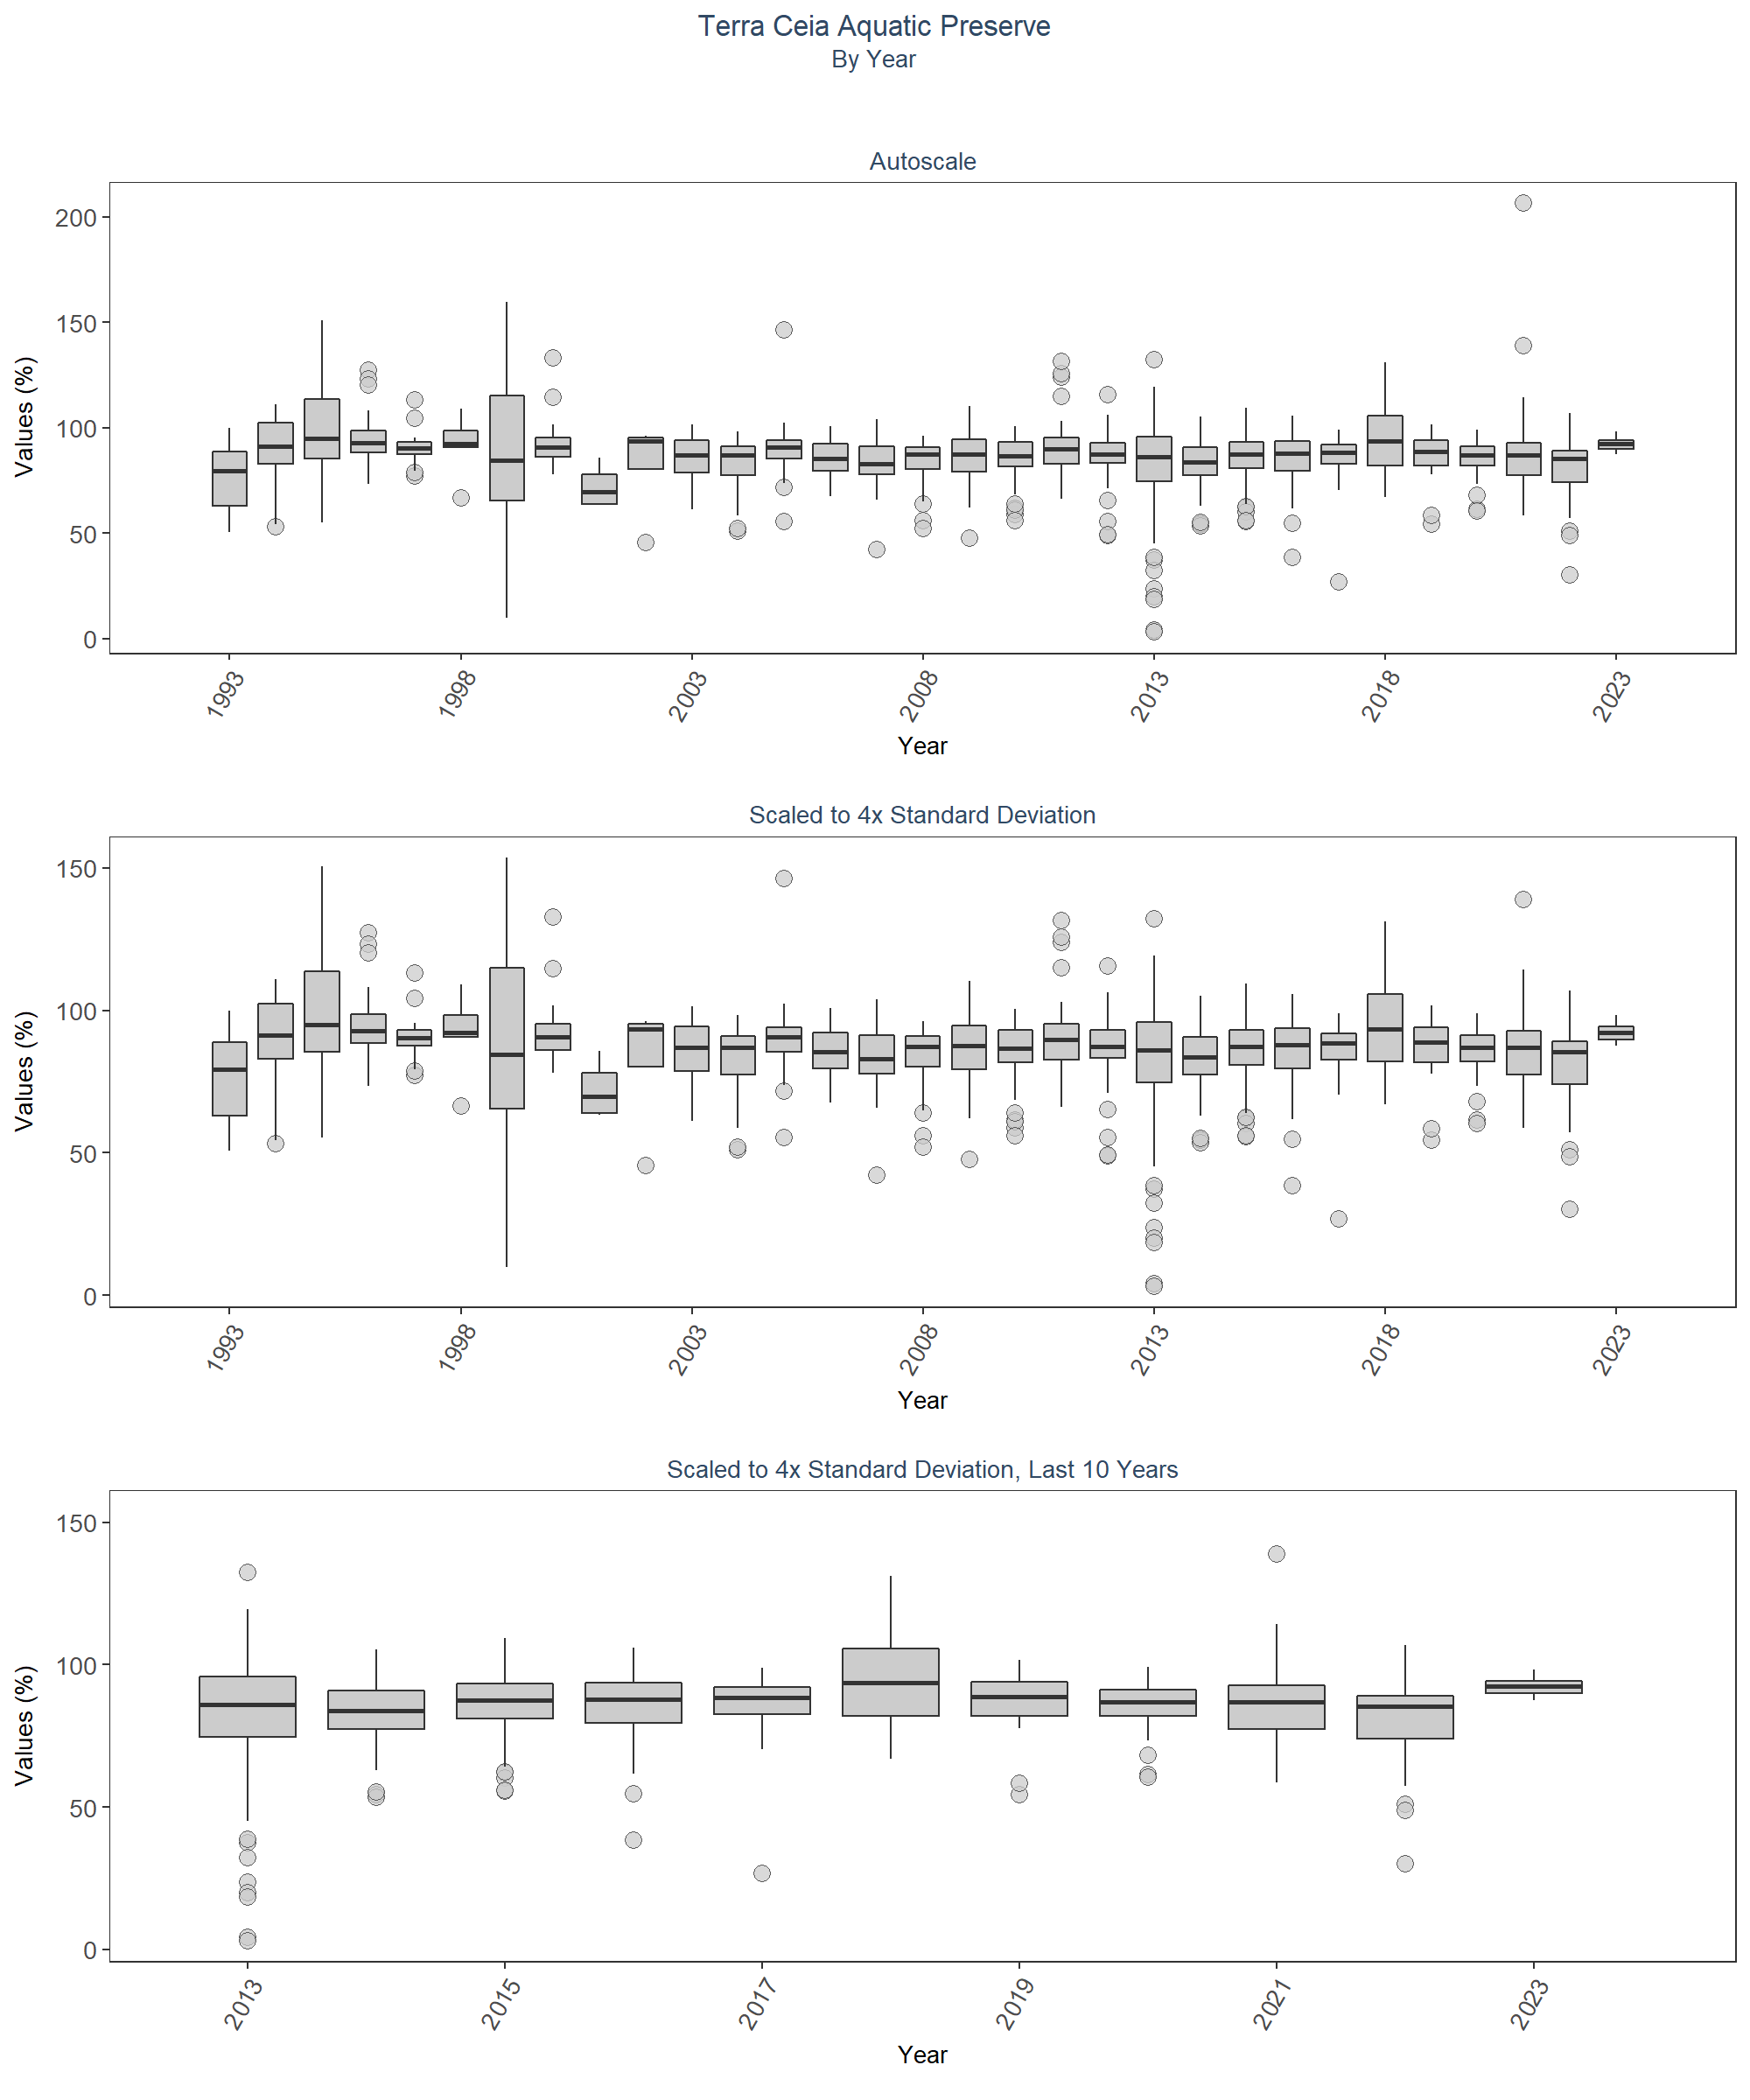 Terra Ceia Aquatic Preserve
By Year
Autoscale
Values (%)
200
150
100
50
0
1993 1998 2003 2008 2013 2018 2023
Year
Scaled to 4x Standard Deviation
Values (%)
150
100
50
0
1993 1998 2003 2008 2013 2018 2023
Year
Scaled to 4x Standard Deviation, Last 10 Years
Values (%)
150
100
50
0
2013 2015 2017 2019 2021 2023
Year